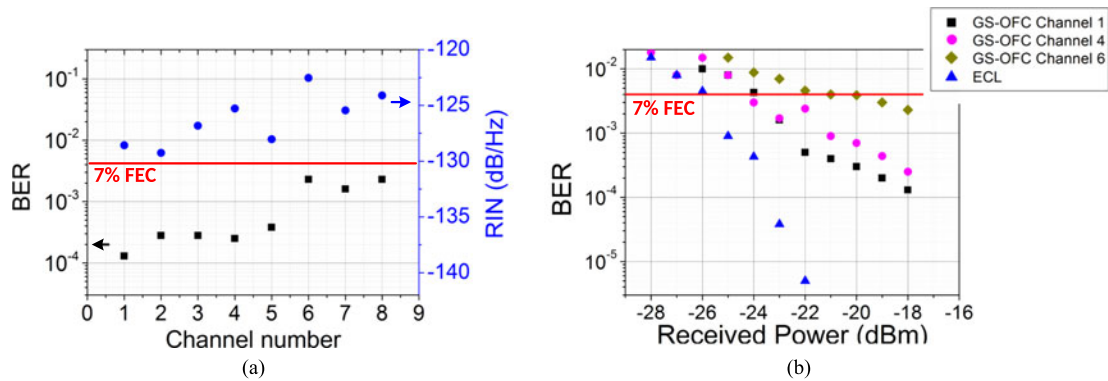 BER
10⁻¹
10⁻²
10⁻³
10⁻⁴
7% FEC
0 1 2 3 4 5 6 7 8 9
Channel number
-120
-125
-130
-135
-140
RIN (dB/Hz)
(a)
GS-OFC Channel 1
GS-OFC Channel 4
GS-OFC Channel 6
ECL
BER
10⁻²
10⁻³
10⁻⁴
10⁻⁵
7% FEC
-28 -26 -24 -22 -20 -18 -16
Received Power (dBm)
(b)